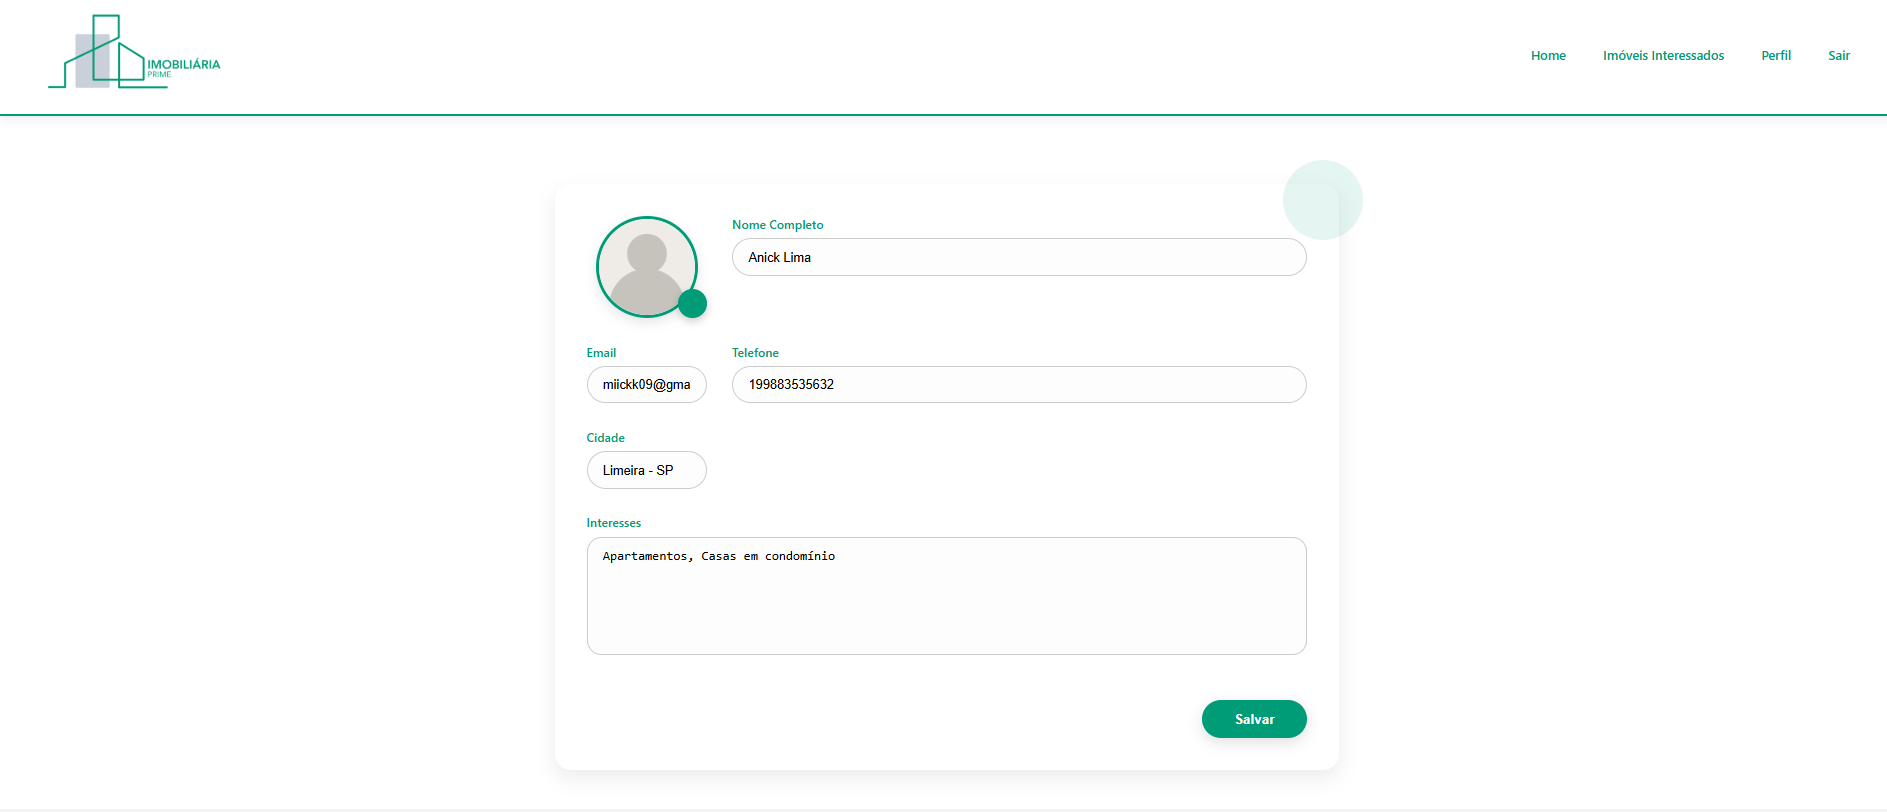 IMOBILIÁRIA
PRIME
Home
Imóveis Interessados
Perfil
Sair
Nome Completo
Anick Lima
Email
Telefone
miickk09@gma
199883535632
Cidade
Limeira - SP
Interesses
Apartamentos, Casas em condomínio
Salvar